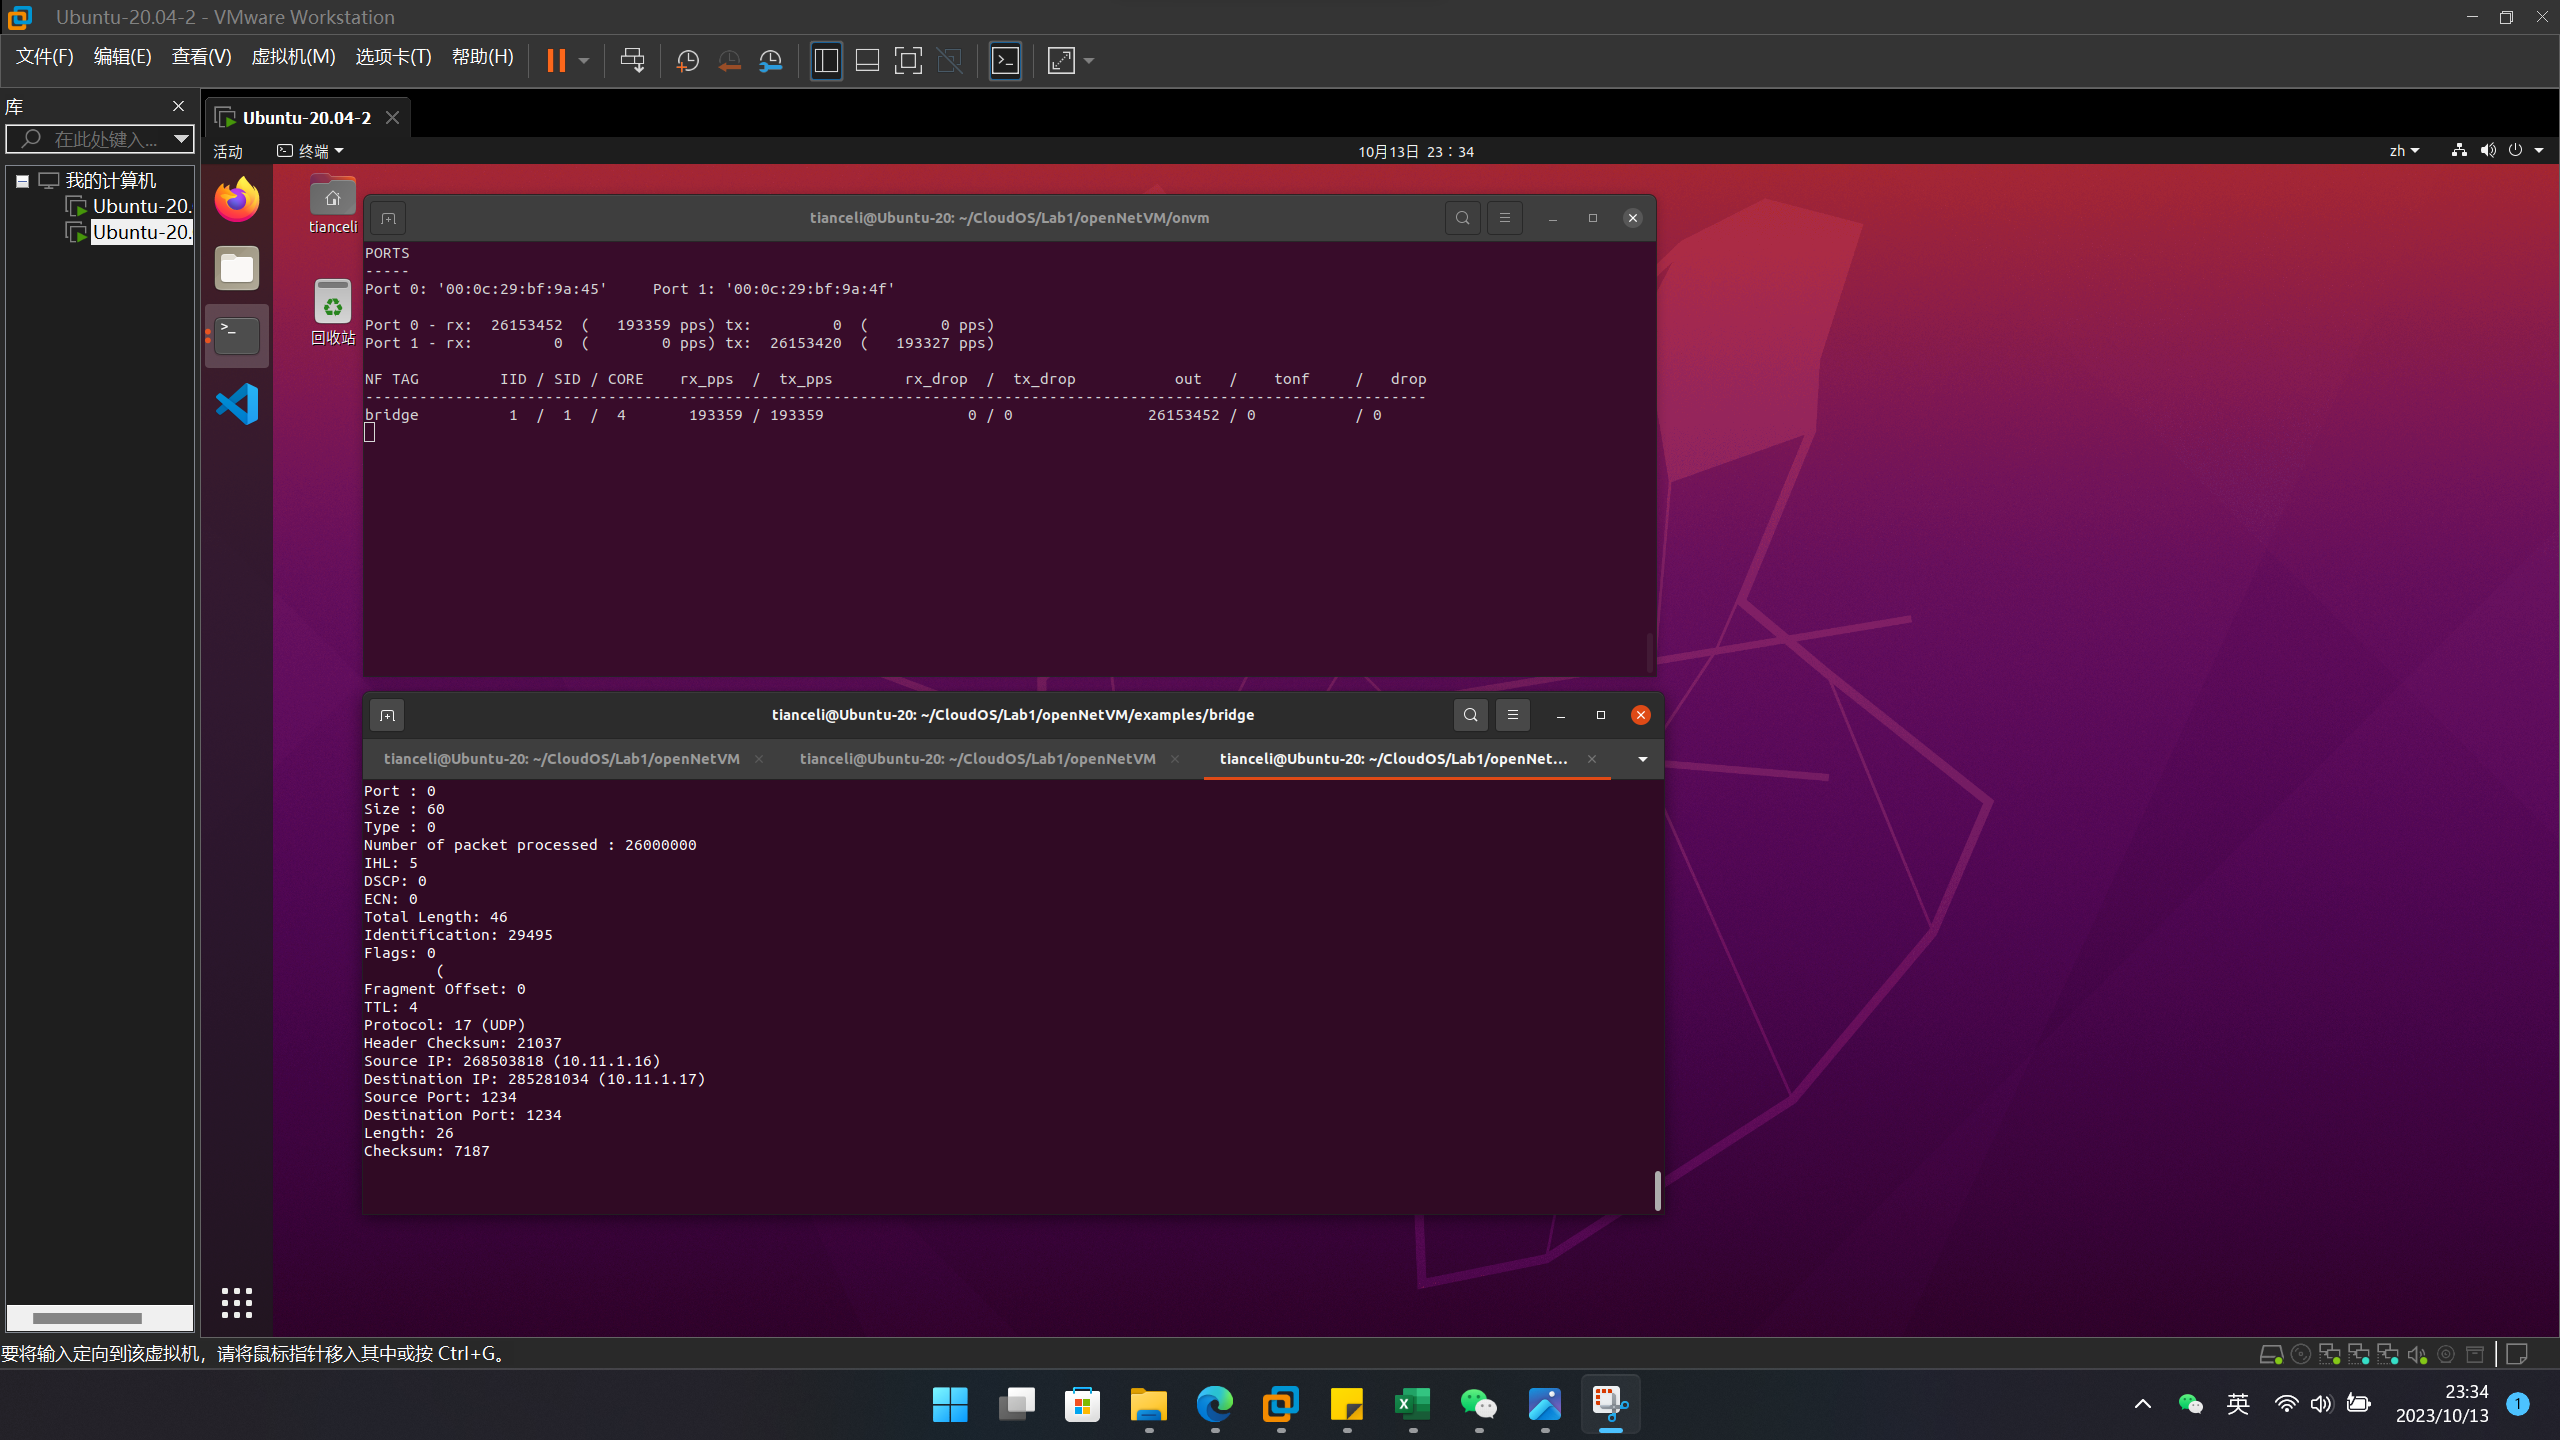 Ubuntu-20.04-2 - VMware Workstation
文件(F) 编辑(E) 查看(V) 虚拟机(M) 选项卡(T) 帮助(H)
库
在此处键入...
我的计算机
Ubuntu-20.
Ubuntu-20.
Ubuntu-20.04-2
活动 终端 10月13日 23：34 zh
tianceli
回收站
tianceli@Ubuntu-20: ~/CloudOS/Lab1/openNetVM/onvm
PORTS
-----
Port 0: '00:0c:29:bf:9a:45' Port 1: '00:0c:29:bf:9a:4f'
Port 0 - rx: 26153452 ( 193359 pps) tx: 0 ( 0 pps)
Port 1 - rx: 0 ( 0 pps) tx: 26153420 ( 193327 pps)
NF TAG IID / SID / CORE rx_pps / tx_pps rx_drop / tx_drop out / tonf / drop
----------------------------------------------------------------------------------------------------------------------
bridge 1 / 1 / 4 193359 / 193359 0 / 0 26153452 / 0 / 0
tianceli@Ubuntu-20: ~/CloudOS/Lab1/openNetVM/examples/bridge
tianceli@Ubuntu-20: ~/CloudOS/Lab1/openNetVM tianceli@Ubuntu-20: ~/CloudOS/Lab1/openNetVM tianceli@Ubuntu-20: ~/CloudOS/Lab1/openNet...
Port : 0
Size : 60
Type : 0
Number of packet processed : 26000000
IHL: 5
DSCP: 0
ECN: 0
Total Length: 46
Identification: 29495
Flags: 0
(
Fragment Offset: 0
TTL: 4
Protocol: 17 (UDP)
Header Checksum: 21037
Source IP: 268503818 (10.11.1.16)
Destination IP: 285281034 (10.11.1.17)
Source Port: 1234
Destination Port: 1234
Length: 26
Checksum: 7187
要将输入定向到该虚拟机，请将鼠标指针移入其中或按 Ctrl+G。
英
23:34
2023/10/13
1